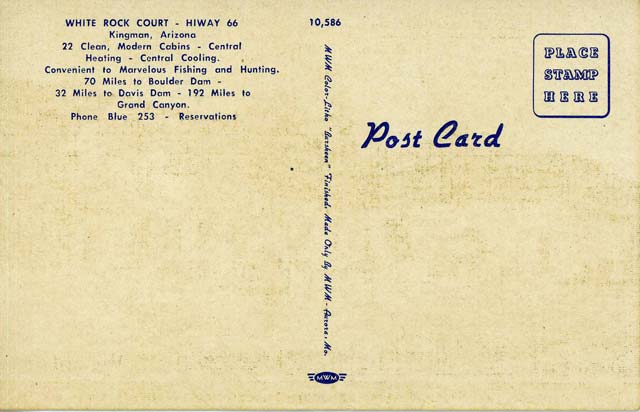 WHITE ROCK COURT - HIWAY 66
Kingman, Arizona
22 Clean, Modern Cabins - Central
Heating - Central Cooling.
Convenient to Marvelous Fishing and Hunting.
70 Miles to Boulder Dam -
32 Miles to Davis Dam - 192 Miles to
Grand Canyon.
Phone Blue 253 - Reservations
10,586
MWM Color-Litho "Larsheen" Finished. Made Only By MWM - Aurora, Mo.
MWM
Post Card
PLACE
STAMP
HERE